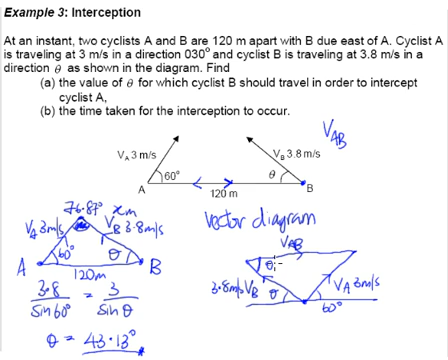 Example 3: Interception
At an instant, two cyclists A and B are 120 m apart with B due east of A. Cyclist A
is traveling at 3 m/s in a direction 030° and cyclist B is traveling at 3.8 m/s in a
direction θ as shown in the diagram. Find
(a) the value of θ for which cyclist B should travel in order to intercept
cyclist A,
(b) the time taken for the interception to occur.
V_AB
V_A 3 m/s
V_B 3.8 m/s
60°
θ
A
120 m
B
76.87°
x m
V_A 3m/s
V_B 3.8m/s
60°
θ
A
120m
B
3.8/sin60° = 3/sin θ
θ = 43.13°
Vector diagram
V_AB
θ
3.8m/s V_B
θ
V_A 3m/s
60°